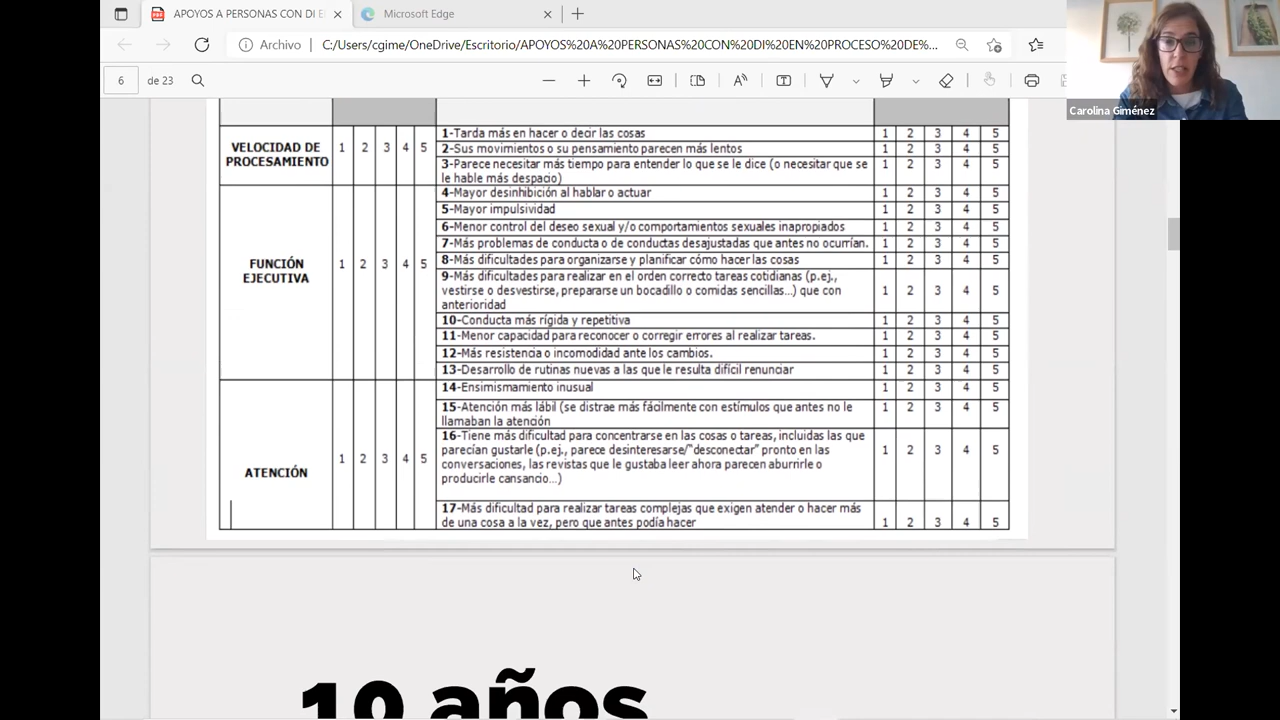 APOYOS A PERSONAS CON DI E
Microsoft Edge
Archivo
C:/Users/cgime/OneDrive/Escritorio/APOYOS%20A%20PERSONAS%20CON%20DI%20EN%20PROCESO%20DE%...
6
de 23
Carolina Giménez
VELOCIDAD DE
PROCESAMIENTO
1 2 3 4 5
1-Tarda más en hacer o decir las cosas
1 2 3 4 5
2-Sus movimientos o su pensamiento parecen más lentos
1 2 3 4 5
3-Parece necesitar más tiempo para entender lo que se le dice (o necesitar que se
le hable más despacio)
1 2 3 4 5
FUNCIÓN
EJECUTIVA
1 2 3 4 5
4-Mayor desinhibición al hablar o actuar
1 2 3 4 5
5-Mayor impulsividad
1 2 3 4 5
6-Menor control del deseo sexual y/o comportamientos sexuales inapropiados
1 2 3 4 5
7-Más problemas de conducta o de conductas desajustadas que antes no ocurrían.
1 2 3 4 5
8-Más dificultades para organizarse y planificar cómo hacer las cosas
1 2 3 4 5
9-Más dificultades para realizar en el orden correcto tareas cotidianas (p.ej.,
vestirse o desvestirse, prepararse un bocadillo o comidas sencillas...) que con
anterioridad
1 2 3 4 5
10-Conducta más rígida y repetitiva
1 2 3 4 5
11-Menor capacidad para reconocer o corregir errores al realizar tareas.
1 2 3 4 5
12-Más resistencia o incomodidad ante los cambios.
1 2 3 4 5
13-Desarrollo de rutinas nuevas a las que le resulta difícil renunciar
1 2 3 4 5
ATENCIÓN
1 2 3 4 5
14-Ensimismamiento inusual
1 2 3 4 5
15-Atención más lábil (se distrae más fácilmente con estímulos que antes no le
llamaban la atención
1 2 3 4 5
16-Tiene más dificultad para concentrarse en las cosas o tareas, incluidas las que
parecían gustarle (p.ej., parece desinteresarse/"desconectar" pronto en las
conversaciones, las revistas que le gustaba leer ahora parecen aburrirle o
producirle cansancio...)
1 2 3 4 5
17-Más dificultad para realizar tareas complejas que exigen atender o hacer más
de una cosa a la vez, pero que antes podía hacer
1 2 3 4 5
10 años